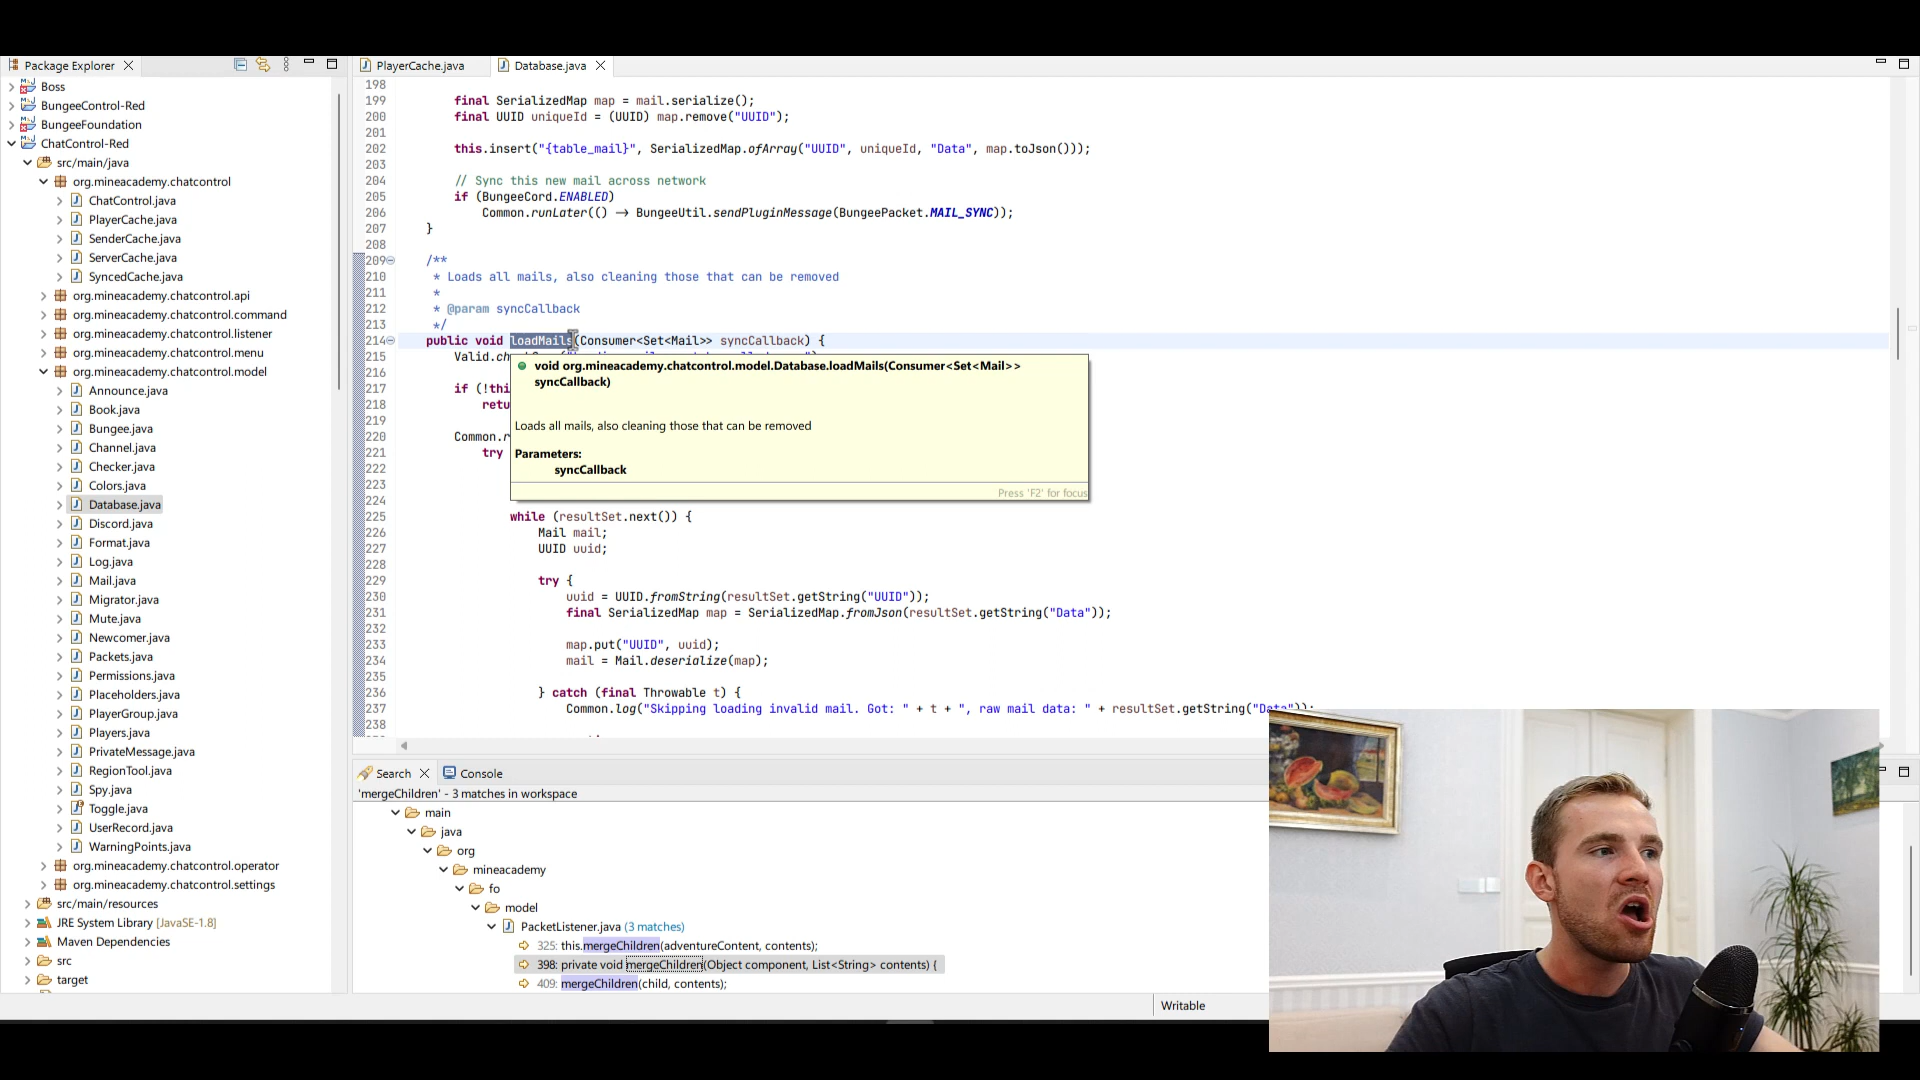 Package Explorer
Boss
BungeeControl-Red
BungeeFoundation
ChatControl-Red
src/main/java
org.mineacademy.chatcontrol
ChatControl.java
PlayerCache.java
SenderCache.java
ServerCache.java
SyncedCache.java
org.mineacademy.chatcontrol.api
org.mineacademy.chatcontrol.command
org.mineacademy.chatcontrol.listener
org.mineacademy.chatcontrol.menu
org.mineacademy.chatcontrol.model
Announce.java
Book.java
Bungee.java
Channel.java
Checker.java
Colors.java
Database.java
Discord.java
Format.java
Log.java
Mail.java
Migrator.java
Mute.java
Newcomer.java
Packets.java
Permissions.java
Placeholders.java
PlayerGroup.java
Players.java
PrivateMessage.java
RegionTool.java
Spy.java
Toggle.java
UserRecord.java
WarningPoints.java
org.mineacademy.chatcontrol.operator
org.mineacademy.chatcontrol.settings
src/main/resources
JRE System Library [JavaSE-1.8]
Maven Dependencies
src
target
PlayerCache.java
Database.java
198
199 final SerializedMap map = mail.serialize();
200 final UUID uniqueId = (UUID) map.remove("UUID");
201
202 this.insert("{table_mail}", SerializedMap.ofArray("UUID", uniqueId, "Data", map.toJson()));
203
204 // Sync this new mail across network
205 if (BungeeCord.ENABLED)
206 Common.runLater(() → BungeeUtil.sendPluginMessage(BungeePacket.MAIL_SYNC));
207 }
208
209 /**
210 * Loads all mails, also cleaning those that can be removed
211 *
212 * @param syncCallback
213 */
214 public void loadMails(Consumer<Set<Mail>> syncCallback) {
215 Valid.ch
216
217 if (!thi
218 retu
219
220 Common.r
221 try
222
223
224
225 while (resultSet.next()) {
226 Mail mail;
227 UUID uuid;
228
229 try {
230 uuid = UUID.fromString(resultSet.getString("UUID"));
231 final SerializedMap map = SerializedMap.fromJson(resultSet.getString("Data"));
232
233 map.put("UUID", uuid);
234 mail = Mail.deserialize(map);
235
236 } catch (final Throwable t) {
237 Common.log("Skipping loading invalid mail. Got: " + t + ", raw mail data: " + resultSet.getString("Data"));
238
void org.mineacademy.chatcontrol.model.Database.loadMails(Consumer<Set<Mail>>
syncCallback)
Loads all mails, also cleaning those that can be removed
Parameters:
syncCallback
Press 'F2' for focus
Search
Console
'mergeChildren' - 3 matches in workspace
main
java
org
mineacademy
fo
model
PacketListener.java (3 matches)
325: this.mergeChildren(adventureContent, contents);
398: private void mergeChildren(Object component, List<String> contents) {
409: mergeChildren(child, contents);
Writable